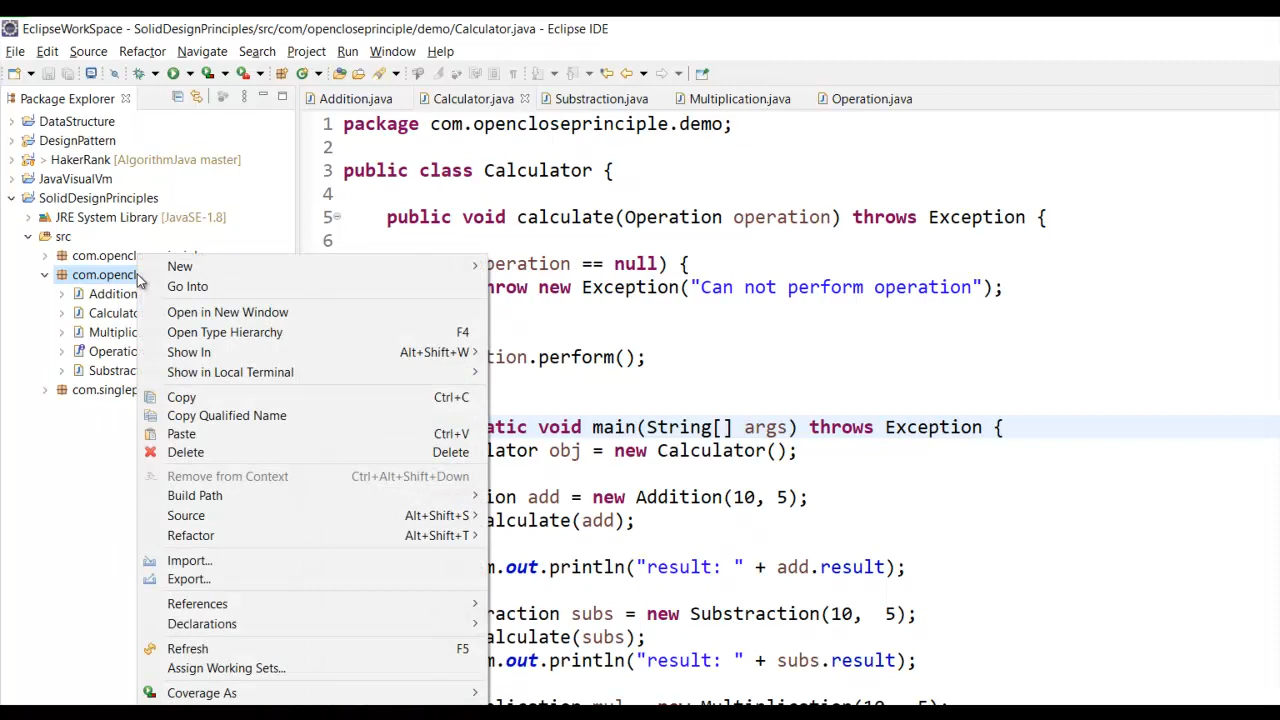 EclipseWorkSpace - SolidDesignPrinciples/src/com/opencloseprinciple/demo/Calculator.java - Eclipse IDE
File Edit Source Refactor Navigate Search Project Run Window Help
Package Explorer
Addition.java
Calculator.java
Substraction.java
Multiplication.java
Operation.java
DataStructure
DesignPattern
> HakerRank [AlgorithmJava master]
JavaVisualVm
SolidDesignPrinciples
JRE System Library [JavaSE-1.8]
src
com.opencl
Addition
Calculato
Multiplic
Operatio
Substrac
com.singlep
New
Go Into
Open in New Window
Open Type Hierarchy F4
Show In Alt+Shift+W
Show in Local Terminal
Copy Ctrl+C
Copy Qualified Name
Paste Ctrl+V
Delete Delete
Remove from Context Ctrl+Alt+Shift+Down
Build Path
Source Alt+Shift+S
Refactor Alt+Shift+T
Import...
Export...
References
Declarations
Refresh F5
Assign Working Sets...
Coverage As
1 package com.opencloseprinciple.demo;
2
3 public class Calculator {
4
5 public void calculate(Operation operation) throws Exception {
6
peration == null) {
hrow new Exception("Can not perform operation");
tion.perform();
atic void main(String[] args) throws Exception {
lator obj = new Calculator();
ion add = new Addition(10, 5);
alculate(add);
m.out.println("result: " + add.result);
raction subs = new Substraction(10, 5);
alculate(subs);
m.out.println("result: " + subs.result);
plication mul = new Multiplication(10, 5);